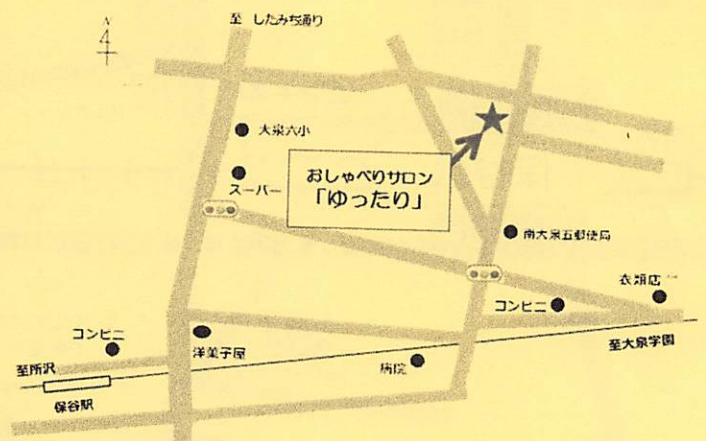 至 したみち通り
N
大泉六小
スーパー
おしゃべりサロン
「ゆったり」
南大泉五郵便局
衣類店
コンビニ
コンビニ
洋菓子屋
至所沢
病院
至大泉学園
保谷駅